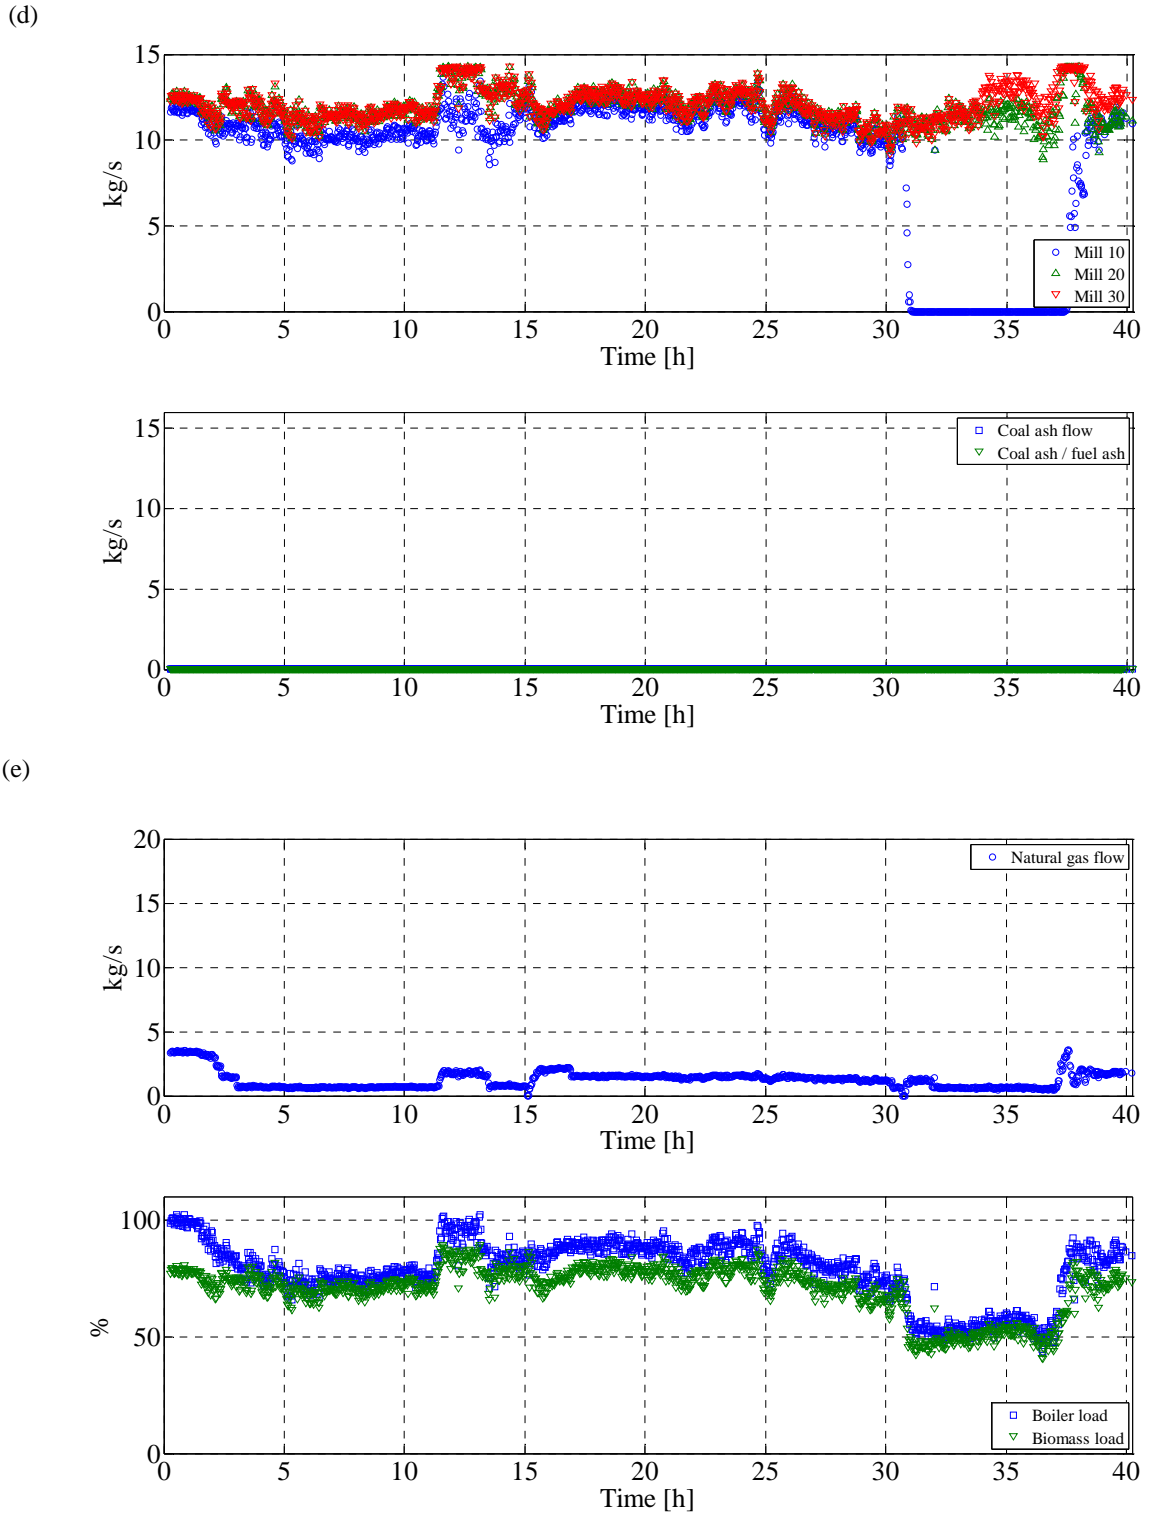 (d)
15
10
5
0
kg/s
Mill 10
Mill 20
Mill 30
0 5 10 15 20 25 30 35 40
Time [h]
15
10
5
0
kg/s
Coal ash flow
Coal ash / fuel ash
0 5 10 15 20 25 30 35 40
Time [h]
(e)
20
15
10
5
0
kg/s
Natural gas flow
0 5 10 15 20 25 30 35 40
Time [h]
100
50
0
%
Boiler load
Biomass load
0 5 10 15 20 25 30 35 40
Time [h]